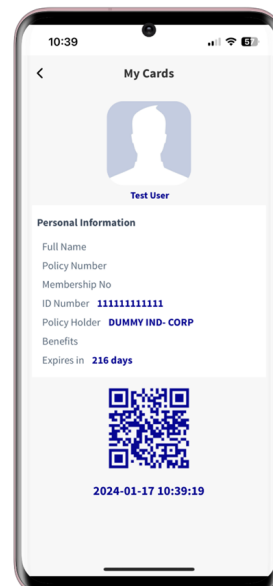 10:39
57
My Cards
Test User
Personal Information
Full Name
Policy Number
Membership No
ID Number 111111111111
Policy Holder DUMMY IND- CORP
Benefits
Expires in 216 days
2024-01-17 10:39:19